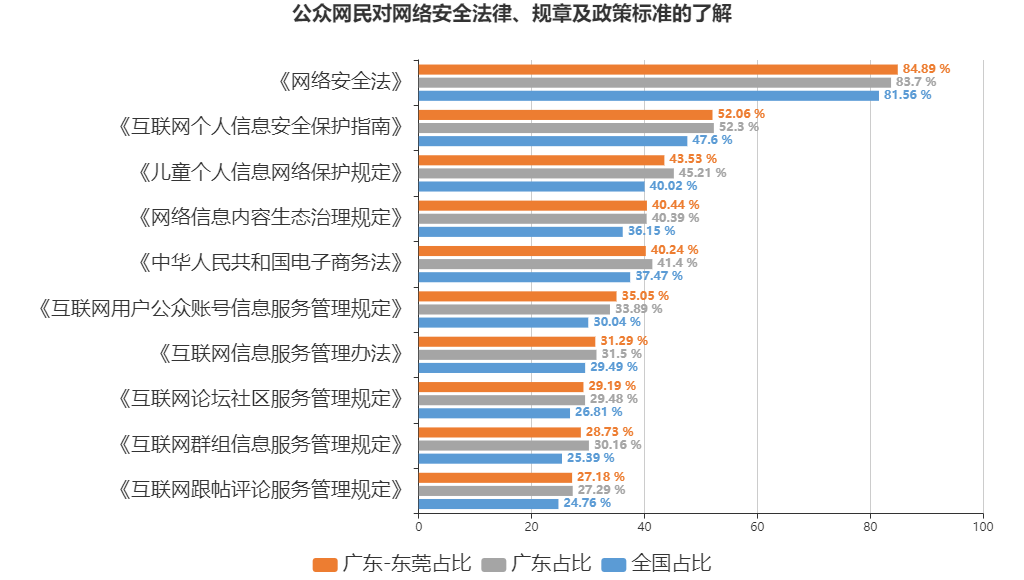 公众网民对网络安全法律、规章及政策标准的了解
《网络安全法》
84.89 %
83.7 %
81.56 %
《互联网个人信息安全保护指南》
52.06 %
52.3 %
47.6 %
《儿童个人信息网络保护规定》
43.53 %
45.21 %
40.02 %
《网络信息内容生态治理规定》
40.44 %
40.39 %
36.15 %
《中华人民共和国电子商务法》
40.24 %
41.4 %
37.47 %
《互联网用户公众账号信息服务管理规定》
35.05 %
33.89 %
30.04 %
《互联网信息服务管理办法》
31.29 %
31.5 %
29.49 %
《互联网论坛社区服务管理规定》
29.19 %
29.48 %
26.81 %
《互联网群组信息服务管理规定》
28.73 %
30.16 %
25.39 %
《互联网跟帖评论服务管理规定》
27.18 %
27.29 %
24.76 %
0 20 40 60 80 100
广东-东莞占比 广东占比 全国占比